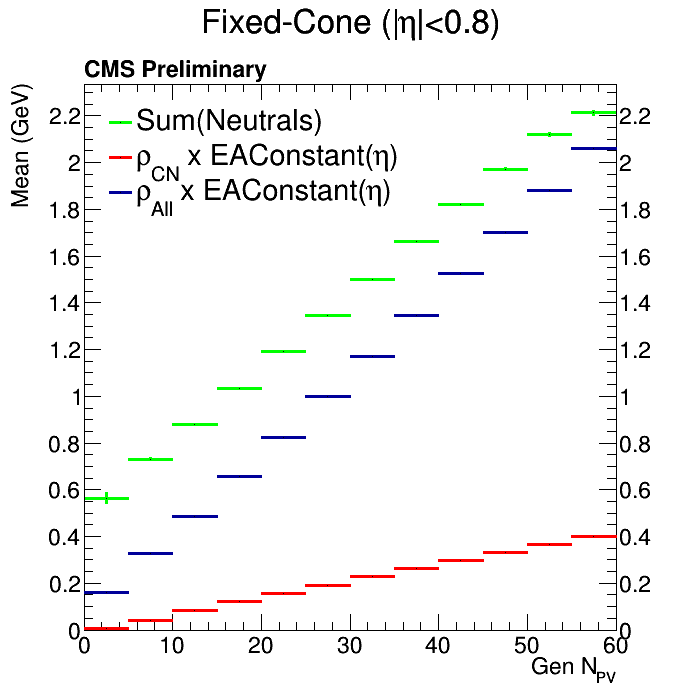 Fixed-Cone (|η|<0.8)
CMS Preliminary
Mean (GeV)
Sum(Neutrals)
ρCN x EAConstant(η)
ρAll x EAConstant(η)
2.2 2.2
2 2
1.8 1.8
1.6 1.6
1.4 1.4
1.2 1.2
1 1
0.8 0.8
0.6 0.6
0.4 0.4
0.2 0.2
0 0
0 10 20 30 40 50 60
Gen NPV